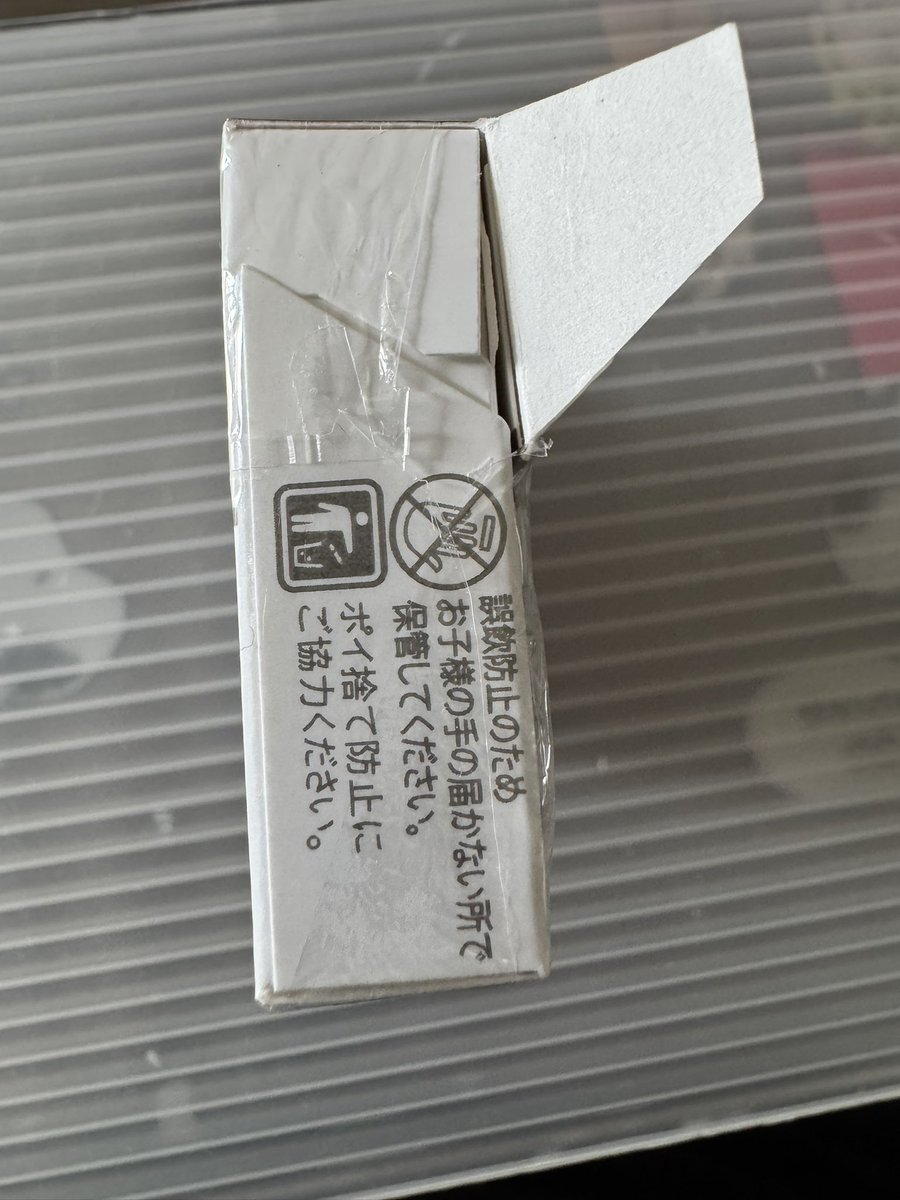 誤飲防止のため
お子様の手の届かない所で
保管してください。
ポイ捨て防止に
ご協力ください。